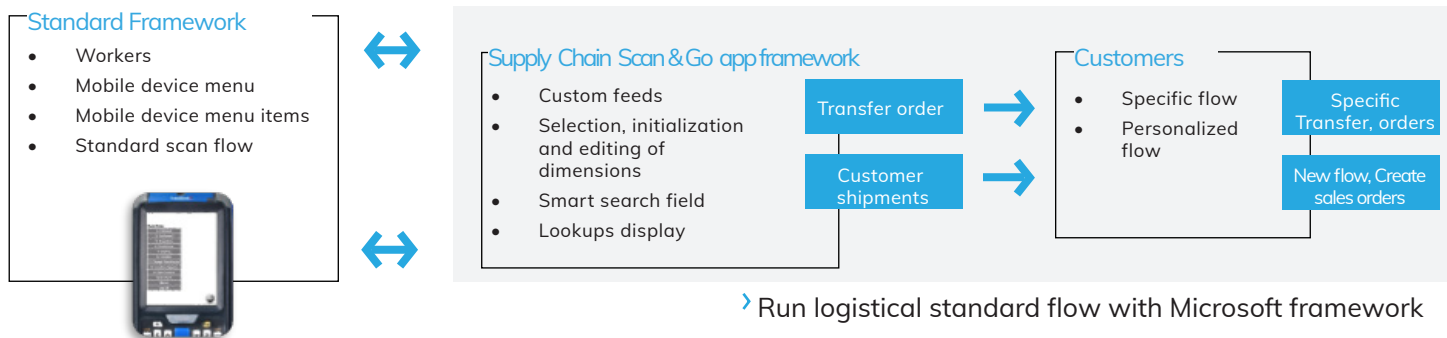 Standard Framework
• Workers
• Mobile device menu
• Mobile device menu items
• Standard scan flow
Supply Chain Scan & Go app framework
• Custom feeds
• Selection, initialization
and editing of
dimensions
• Smart search field
• Lookups display
Transfer order
Customer
shipments
Customers
• Specific flow
• Personalized
flow
Specific
Transfer, orders
New flow, Create
sales orders
› Run logistical standard flow with Microsoft framework